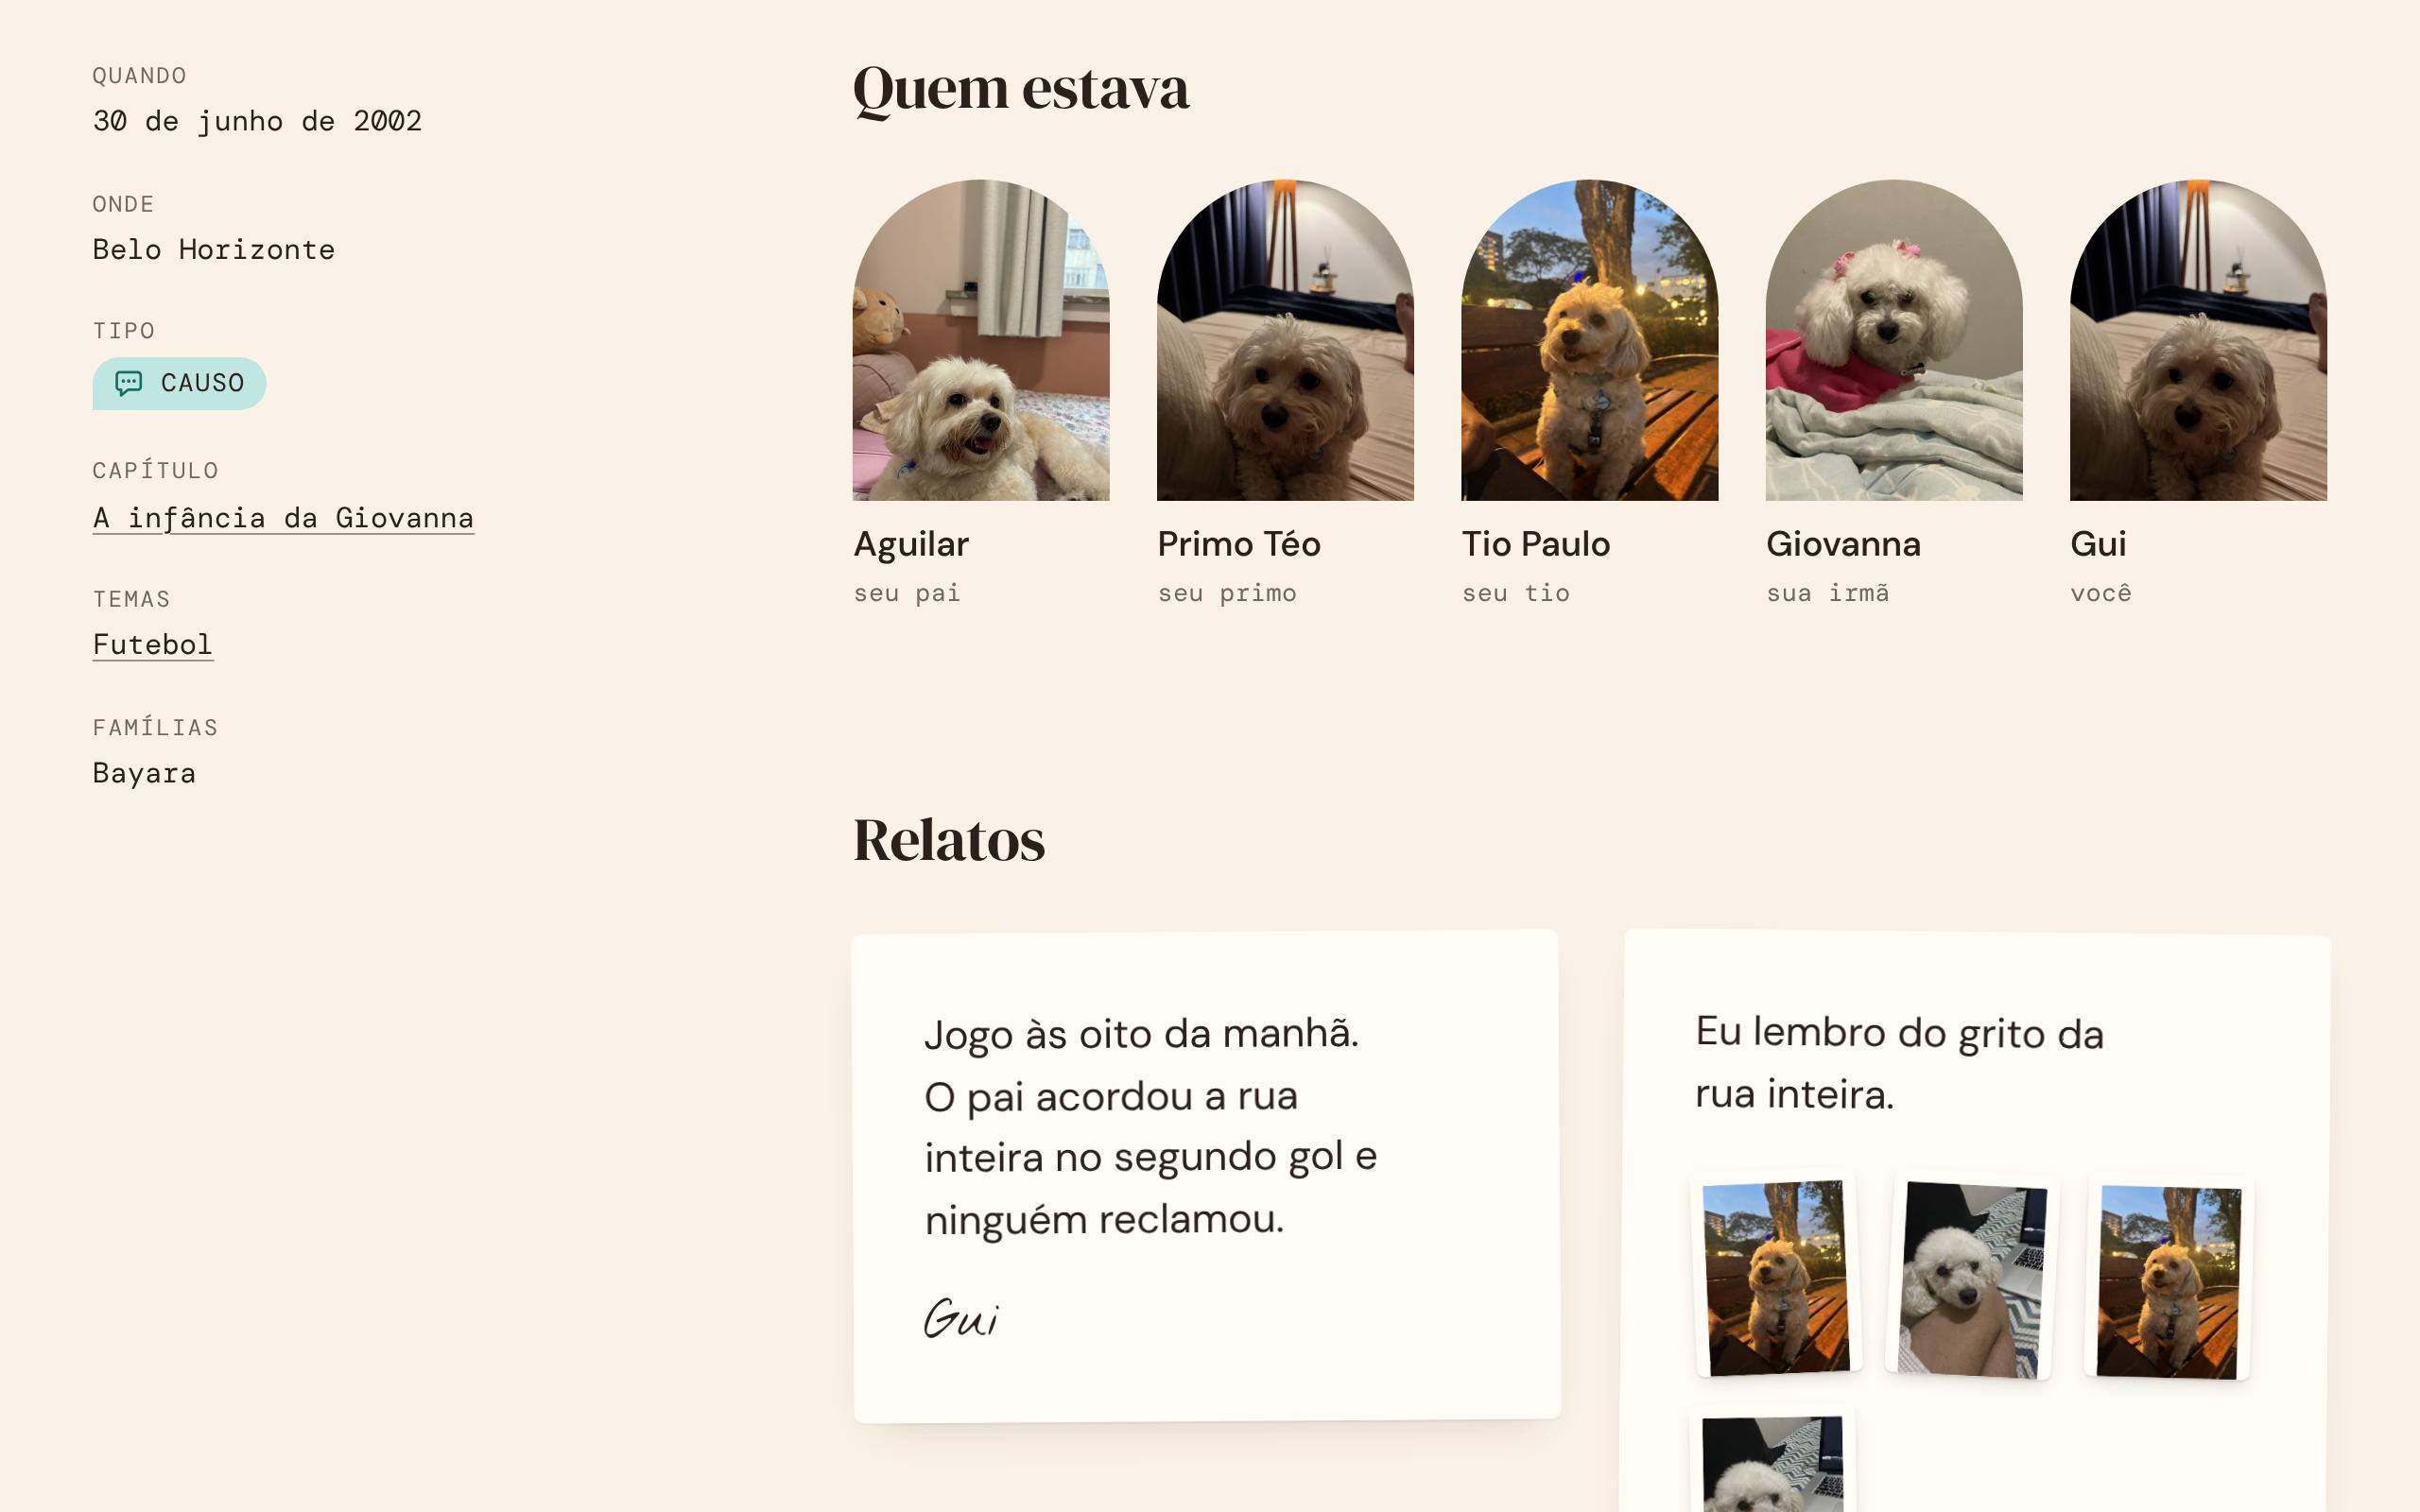 QUANDO
30 de junho de 2002
ONDE
Belo Horizonte
TIPO
CAUSO
CAPÍTULO
A infância da Giovanna
TEMAS
Futebol
FAMÍLIAS
Bayara
Quem estava
Aguilar
seu pai
Primo Téo
seu primo
Tio Paulo
seu tio
Giovanna
sua irmã
Gui
você
Relatos
Jogo às oito da manhã.
O pai acordou a rua
inteira no segundo gol e
ninguém reclamou.
Gui
Eu lembro do grito da
rua inteira.